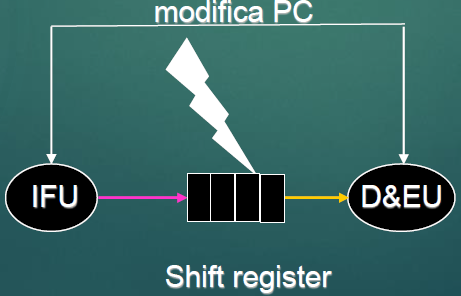 modifica PC
IFU
D&EU
Shift register